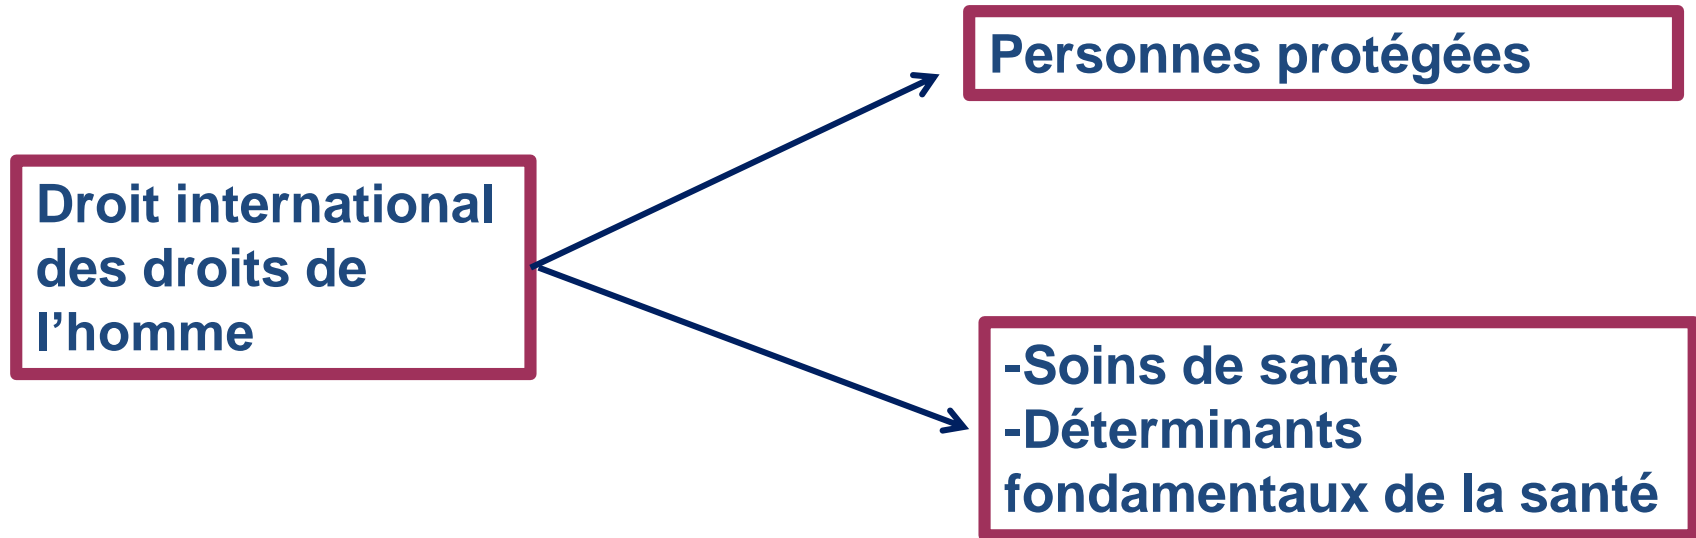 Personnes protégées
Droit international
des droits de
l’homme
-Soins de santé
-Déterminants
fondamentaux de la santé